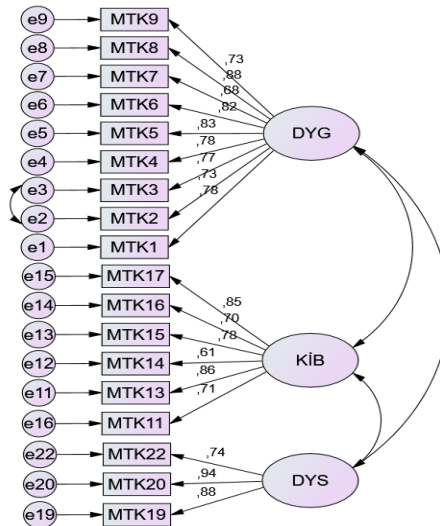 e9 MTK9 ,73
e8 MTK8 ,88
e7 MTK7 ,68
e6 MTK6 ,82
e5 MTK5 ,83 DYG
e4 MTK4 ,78
e3 MTK3 ,77
e2 MTK2 ,73
e1 MTK1 ,78
e15 MTK17 ,85
e14 MTK16 ,70
e13 MTK15 ,78
e12 MTK14 ,61 KİB
e11 MTK13 ,86
e16 MTK11 ,71
e22 MTK22 ,74
e20 MTK20 ,94 DYS
e19 MTK19 ,88